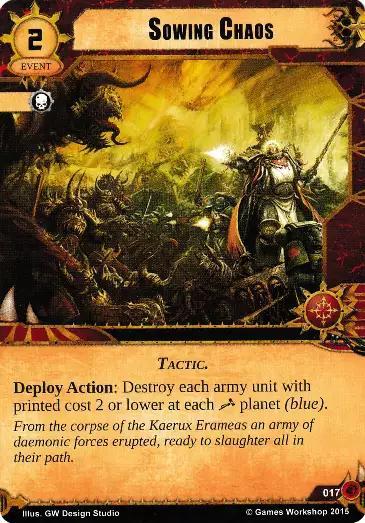 2
EVENT
SOWING CHAOS
TACTIC.
Deploy Action: Destroy each army unit with
printed cost 2 or lower at each planet (blue).
From the corpse of the Kaerux Erameas an army of
daemonic forces erupted, ready to slaughter all in
their path.
017
Illus. GW Design Studio
© Games Workshop 2015